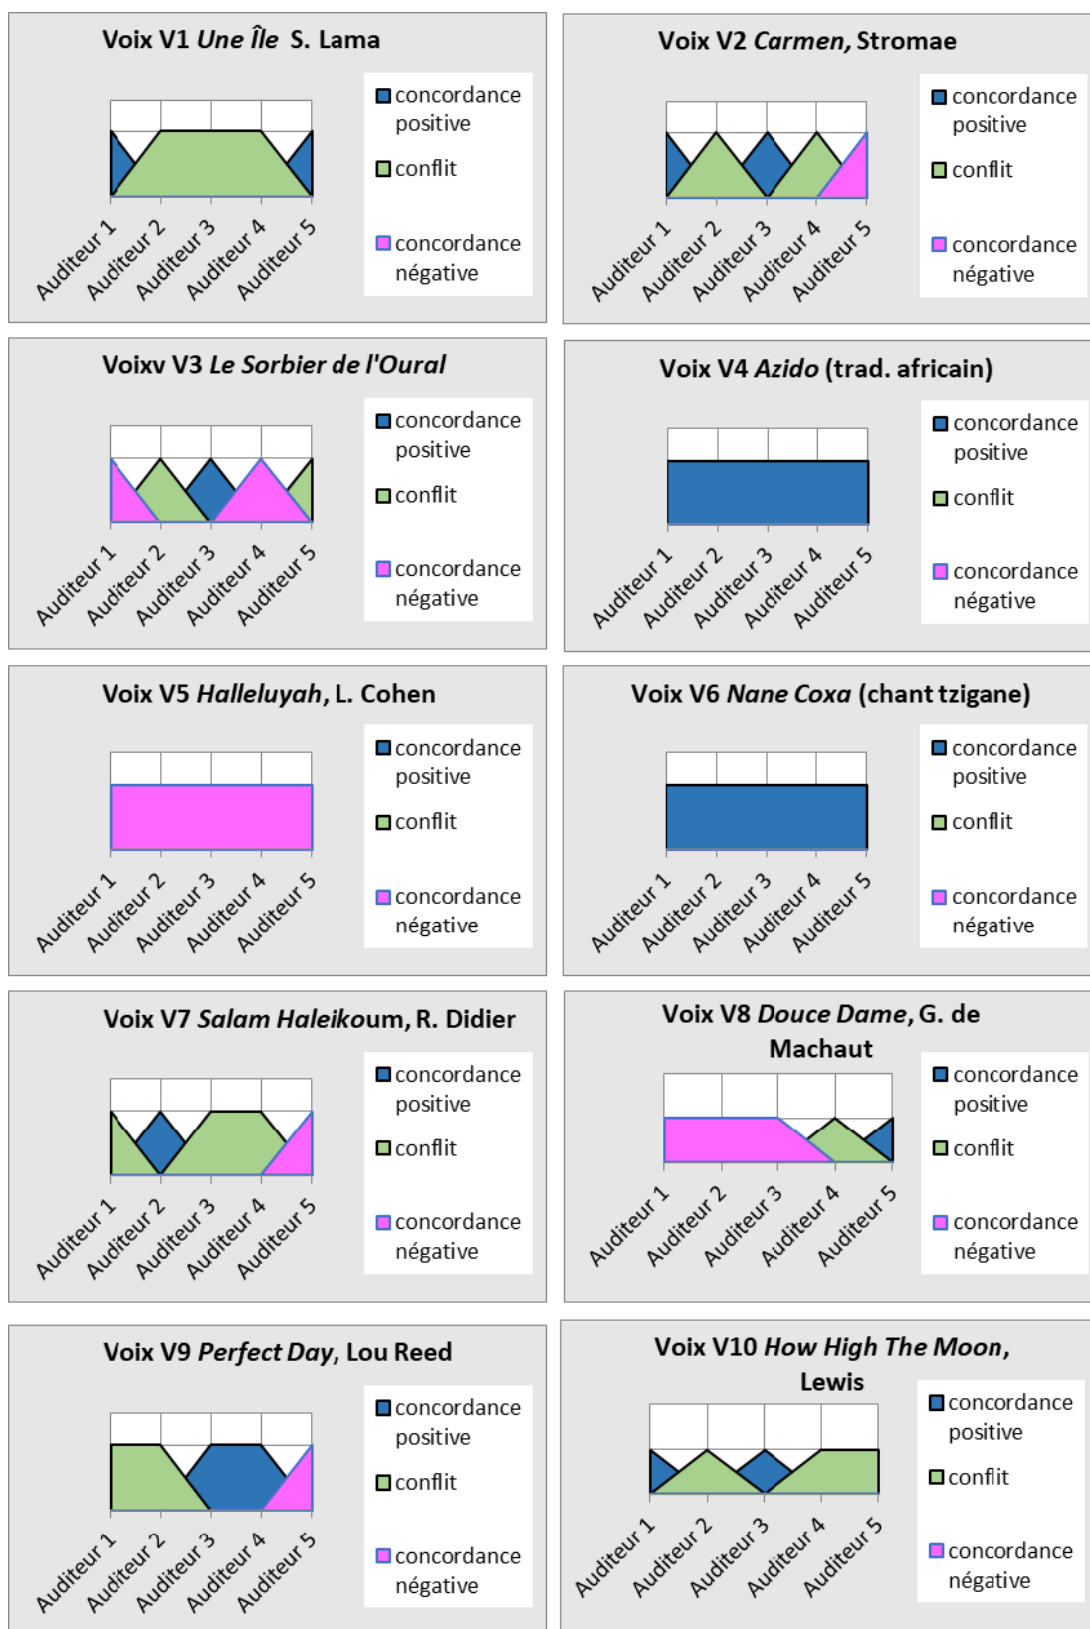 Voix V1 Une Île S. Lama
concordance
positive
conflit
concordance
négative
Auditeur 1
Auditeur 2
Auditeur 3
Auditeur 4
Auditeur 5
Voix V2 Carmen, Stromae
concordance
positive
conflit
concordance
négative
Auditeur 1
Auditeur 2
Auditeur 3
Auditeur 4
Auditeur 5
Voixv V3 Le Sorbier de l'Oural
concordance
positive
conflit
concordance
négative
Auditeur 1
Auditeur 2
Auditeur 3
Auditeur 4
Auditeur 5
Voix V4 Azido (trad. africain)
concordance
positive
conflit
concordance
négative
Auditeur 1
Auditeur 2
Auditeur 3
Auditeur 4
Auditeur 5
Voix V5 Halleluyah, L. Cohen
concordance
positive
conflit
concordance
négative
Auditeur 1
Auditeur 2
Auditeur 3
Auditeur 4
Auditeur 5
Voix V6 Nane Coxa (chant tzigane)
concordance
positive
conflit
concordance
négative
Auditeur 1
Auditeur 2
Auditeur 3
Auditeur 4
Auditeur 5
Voix V7 Salam Haleikoum, R. Didier
concordance
positive
conflit
concordance
négative
Auditeur 1
Auditeur 2
Auditeur 3
Auditeur 4
Auditeur 5
Voix V8 Douce Dame, G. de
Machaut
concordance
positive
conflit
concordance
négative
Auditeur 1
Auditeur 2
Auditeur 3
Auditeur 4
Auditeur 5
Voix V9 Perfect Day, Lou Reed
concordance
positive
conflit
concordance
négative
Auditeur 1
Auditeur 2
Auditeur 3
Auditeur 4
Auditeur 5
Voix V10 How High The Moon,
Lewis
concordance
positive
conflit
concordance
négative
Auditeur 1
Auditeur 2
Auditeur 3
Auditeur 4
Auditeur 5